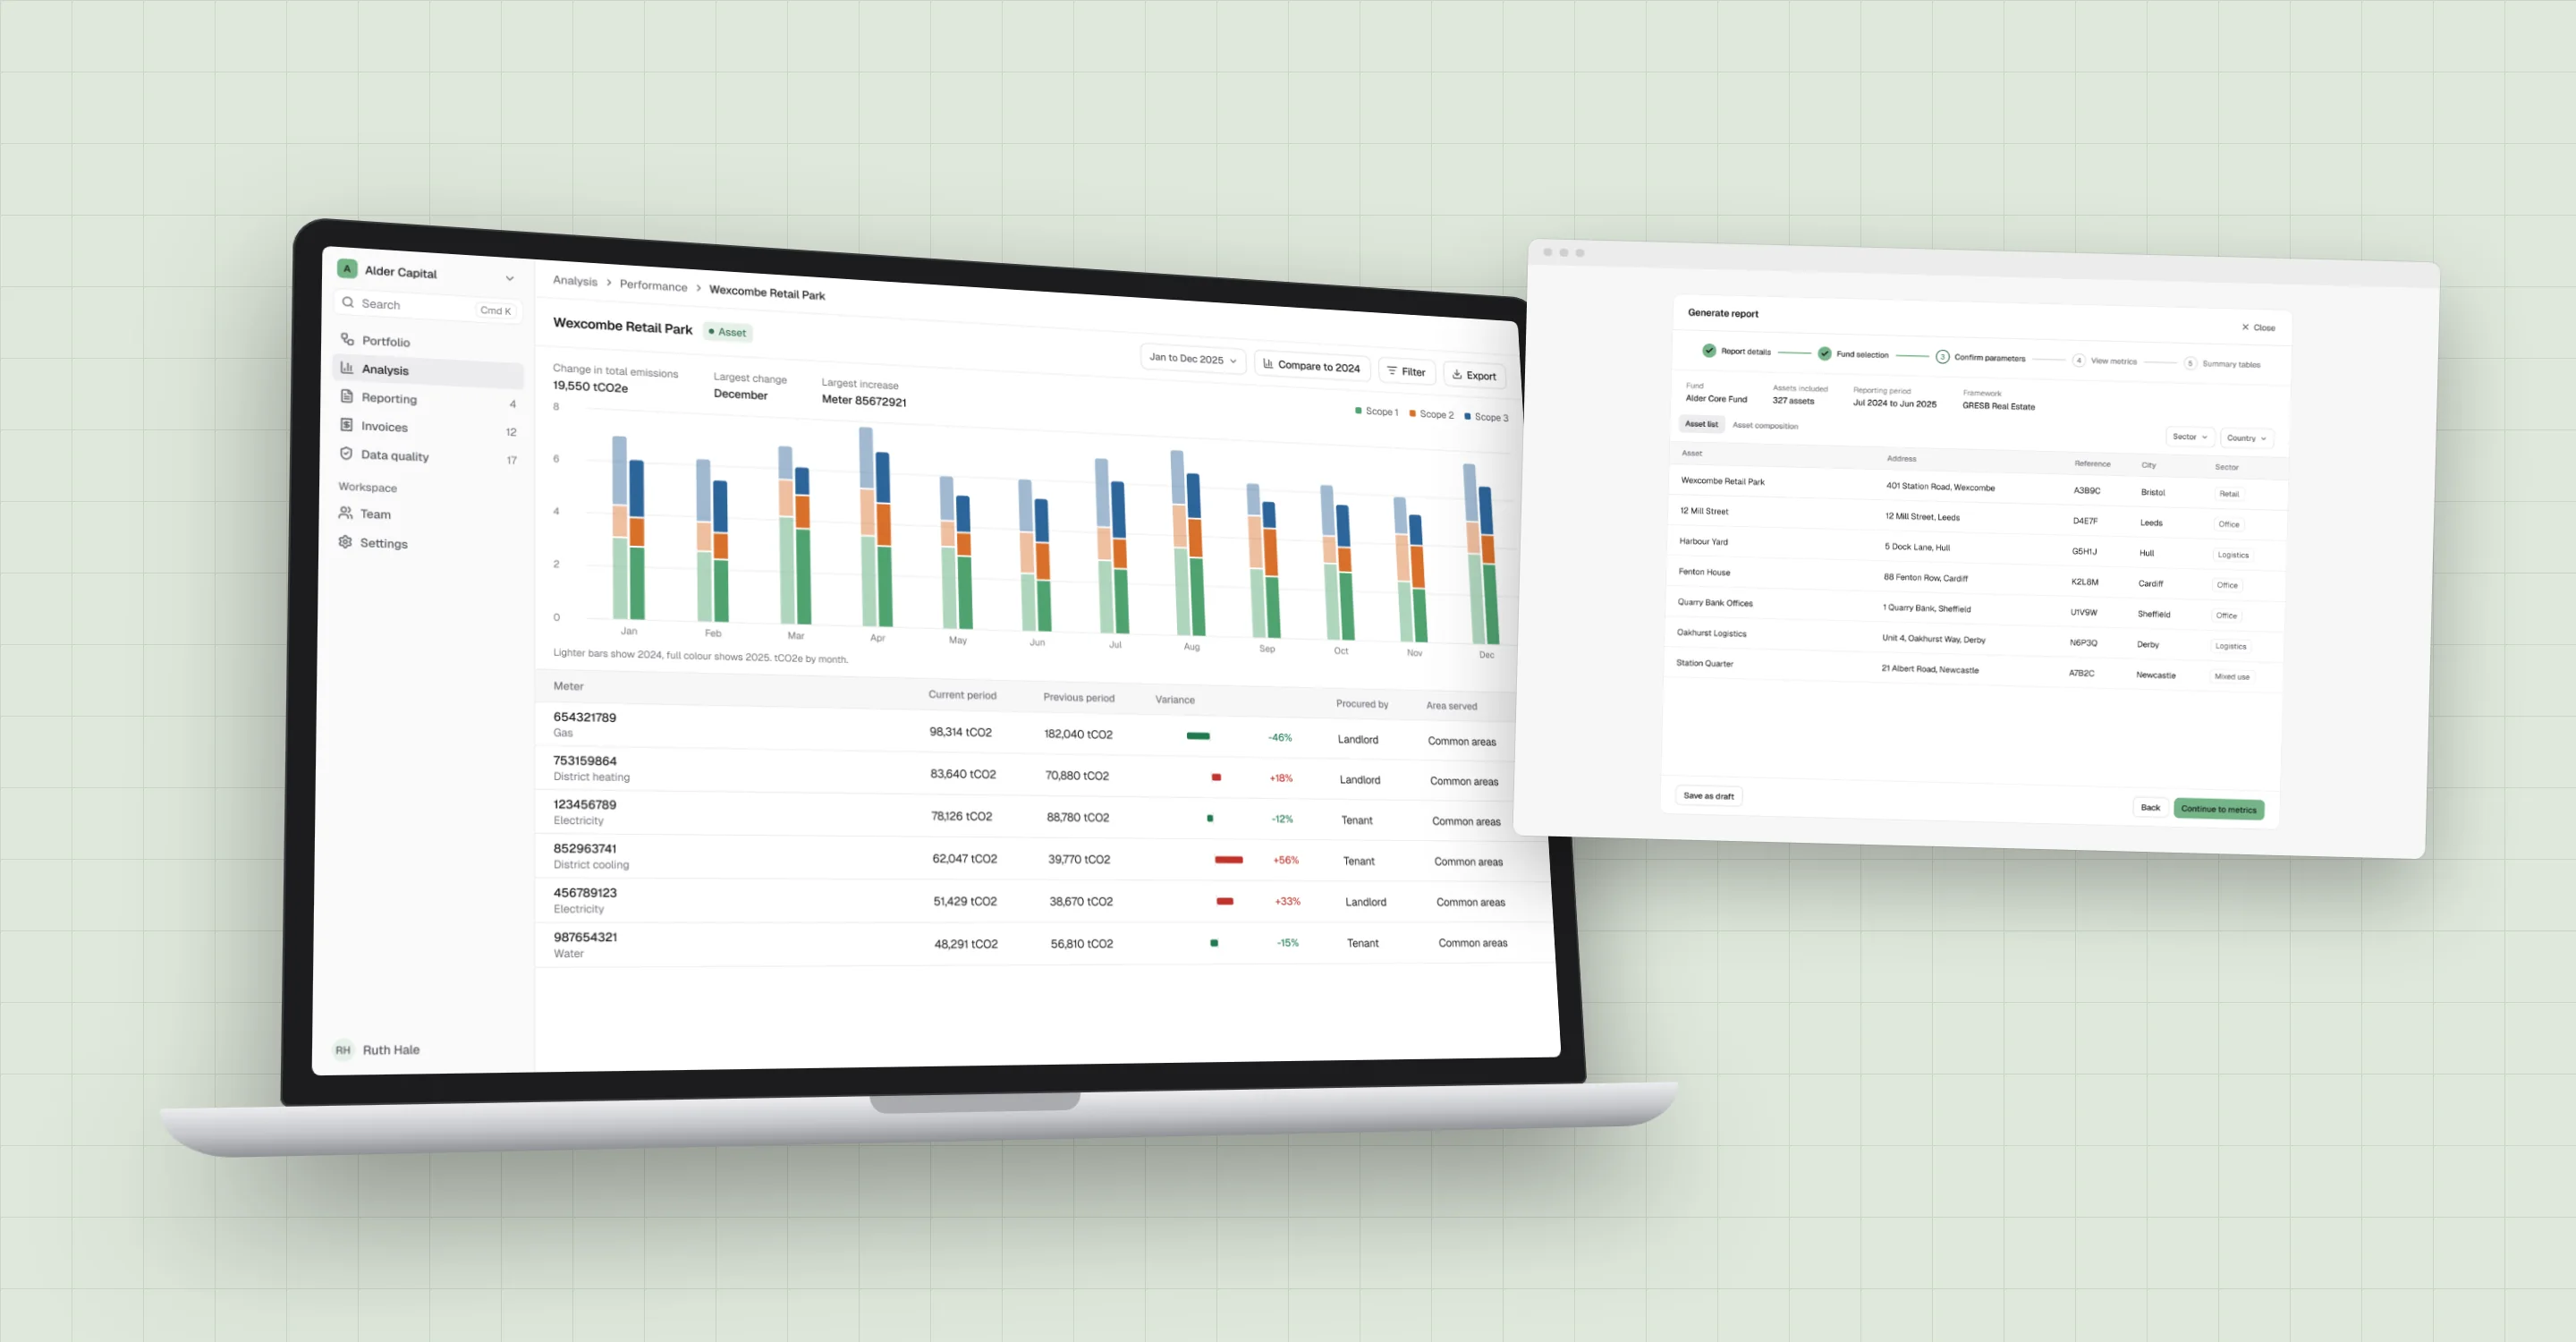 A Alder Capital
Search Cmd K
Portfolio
Analysis
Reporting 4
Invoices 12
Data quality 17
Workspace
Team
Settings
RH Ruth Hale
Analysis > Performance > Wexcombe Retail Park
Wexcombe Retail Park Asset
Jan to Dec 2025 Compare to 2024 Filter Export
Change in total emissions Largest change Largest increase
19,550 tCO2e December Meter 85672921
Scope 1 Scope 2 Scope 3
8
6
4
2
0
Jan Feb Mar Apr May Jun Jul Aug Sep Oct Nov Dec
Lighter bars show 2024, full colour shows 2025. tCO2e by month.
Meter Current period Previous period Variance Procured by Area served
654321789
Gas
98,314 tCO2 182,040 tCO2 -46% Landlord Common areas
753159864
District heating
83,640 tCO2 70,880 tCO2 +18% Landlord Common areas
123456789
Electricity
78,126 tCO2 88,780 tCO2 -12% Tenant Common areas
852963741
District cooling
62,047 tCO2 39,770 tCO2 +56% Tenant Common areas
456789123
Electricity
51,429 tCO2 38,670 tCO2 +33% Landlord Common areas
987654321
Water
48,291 tCO2 56,810 tCO2 -15% Tenant Common areas
Generate report Close
Report details Fund selection 3 Confirm parameters 4 View metrics 5 Summary tables
Fund Assets included Reporting period Framework
Alder Core Fund 327 assets Jul 2024 to Jun 2025 GRESB Real Estate
Asset list Asset composition Sector Country
Asset Address Reference City Sector
Wexcombe Retail Park 401 Station Road, Wexcombe A3B9C Bristol Retail
12 Mill Street 12 Mill Street, Leeds D4E7F Leeds Office
Harbour Yard 5 Dock Lane, Hull G5H1J Hull Logistics
Fenton House 88 Fenton Row, Cardiff K2L8M Cardiff Office
Quarry Bank Offices 1 Quarry Bank, Sheffield U1V9W Sheffield Office
Oakhurst Logistics Unit 4, Oakhurst Way, Derby N6P3Q Derby Logistics
Station Quarter 21 Albert Road, Newcastle A7B2C Newcastle Mixed use
Save as draft Back Continue to metrics